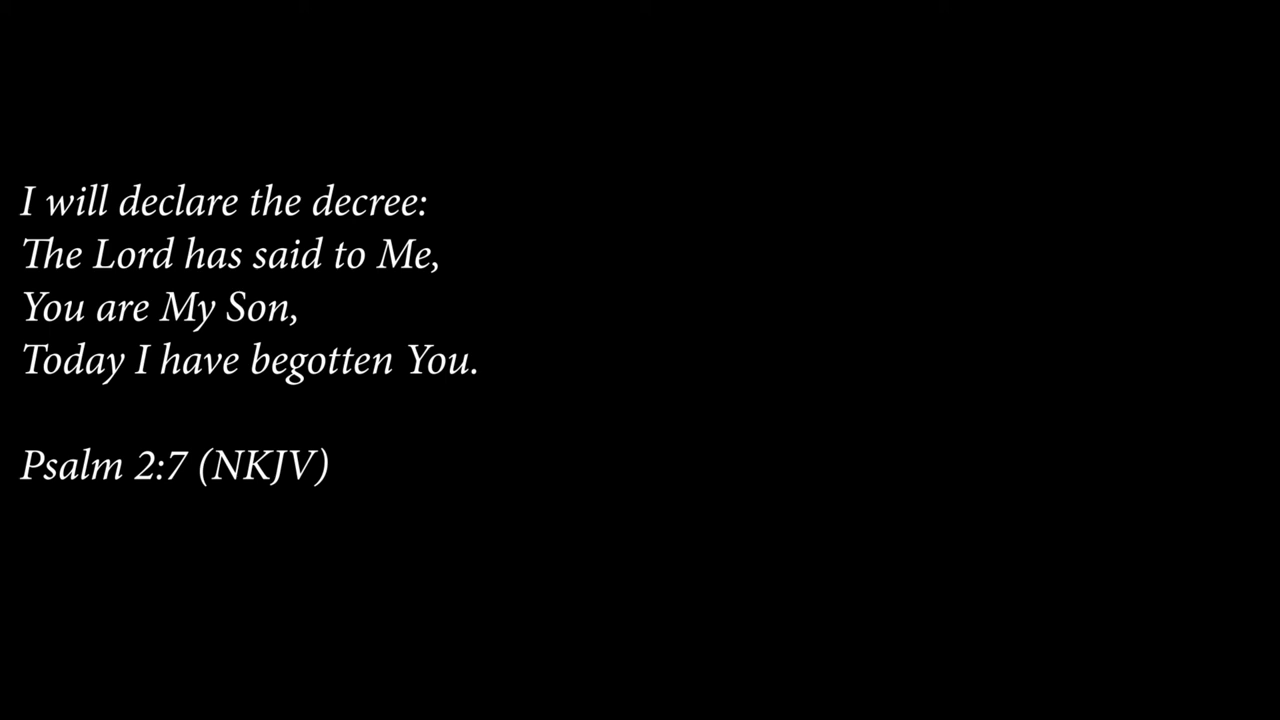 I will declare the decree:
The Lord has said to Me,
You are My Son,
Today I have begotten You.
Psalm 2:7 (NKJV)